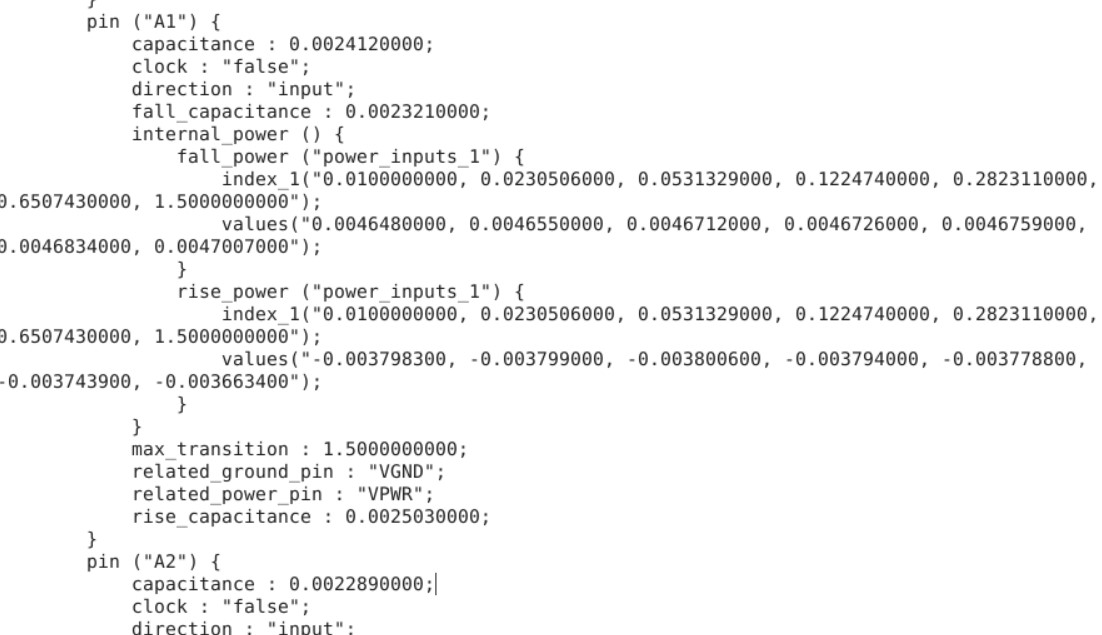 }
pin ("A1") {
capacitance : 0.0024120000;
clock : "false";
direction : "input";
fall_capacitance : 0.0023210000;
internal_power () {
fall_power ("power_inputs_1") {
index_1("0.0100000000, 0.0230506000, 0.0531329000, 0.1224740000, 0.2823110000,
0.6507430000, 1.5000000000");
values("0.0046480000, 0.0046550000, 0.0046712000, 0.0046726000, 0.0046759000,
0.0046834000, 0.0047007000");
}
rise_power ("power_inputs_1") {
index_1("0.0100000000, 0.0230506000, 0.0531329000, 0.1224740000, 0.2823110000,
0.6507430000, 1.5000000000");
values("-0.003798300, -0.003799000, -0.003800600, -0.003794000, -0.003778800,
-0.003743900, -0.003663400");
}
}
max_transition : 1.5000000000;
related_ground_pin : "VGND";
related_power_pin : "VPWR";
rise_capacitance : 0.0025030000;
}
pin ("A2") {
capacitance : 0.0022890000;
clock : "false";
direction : "input";